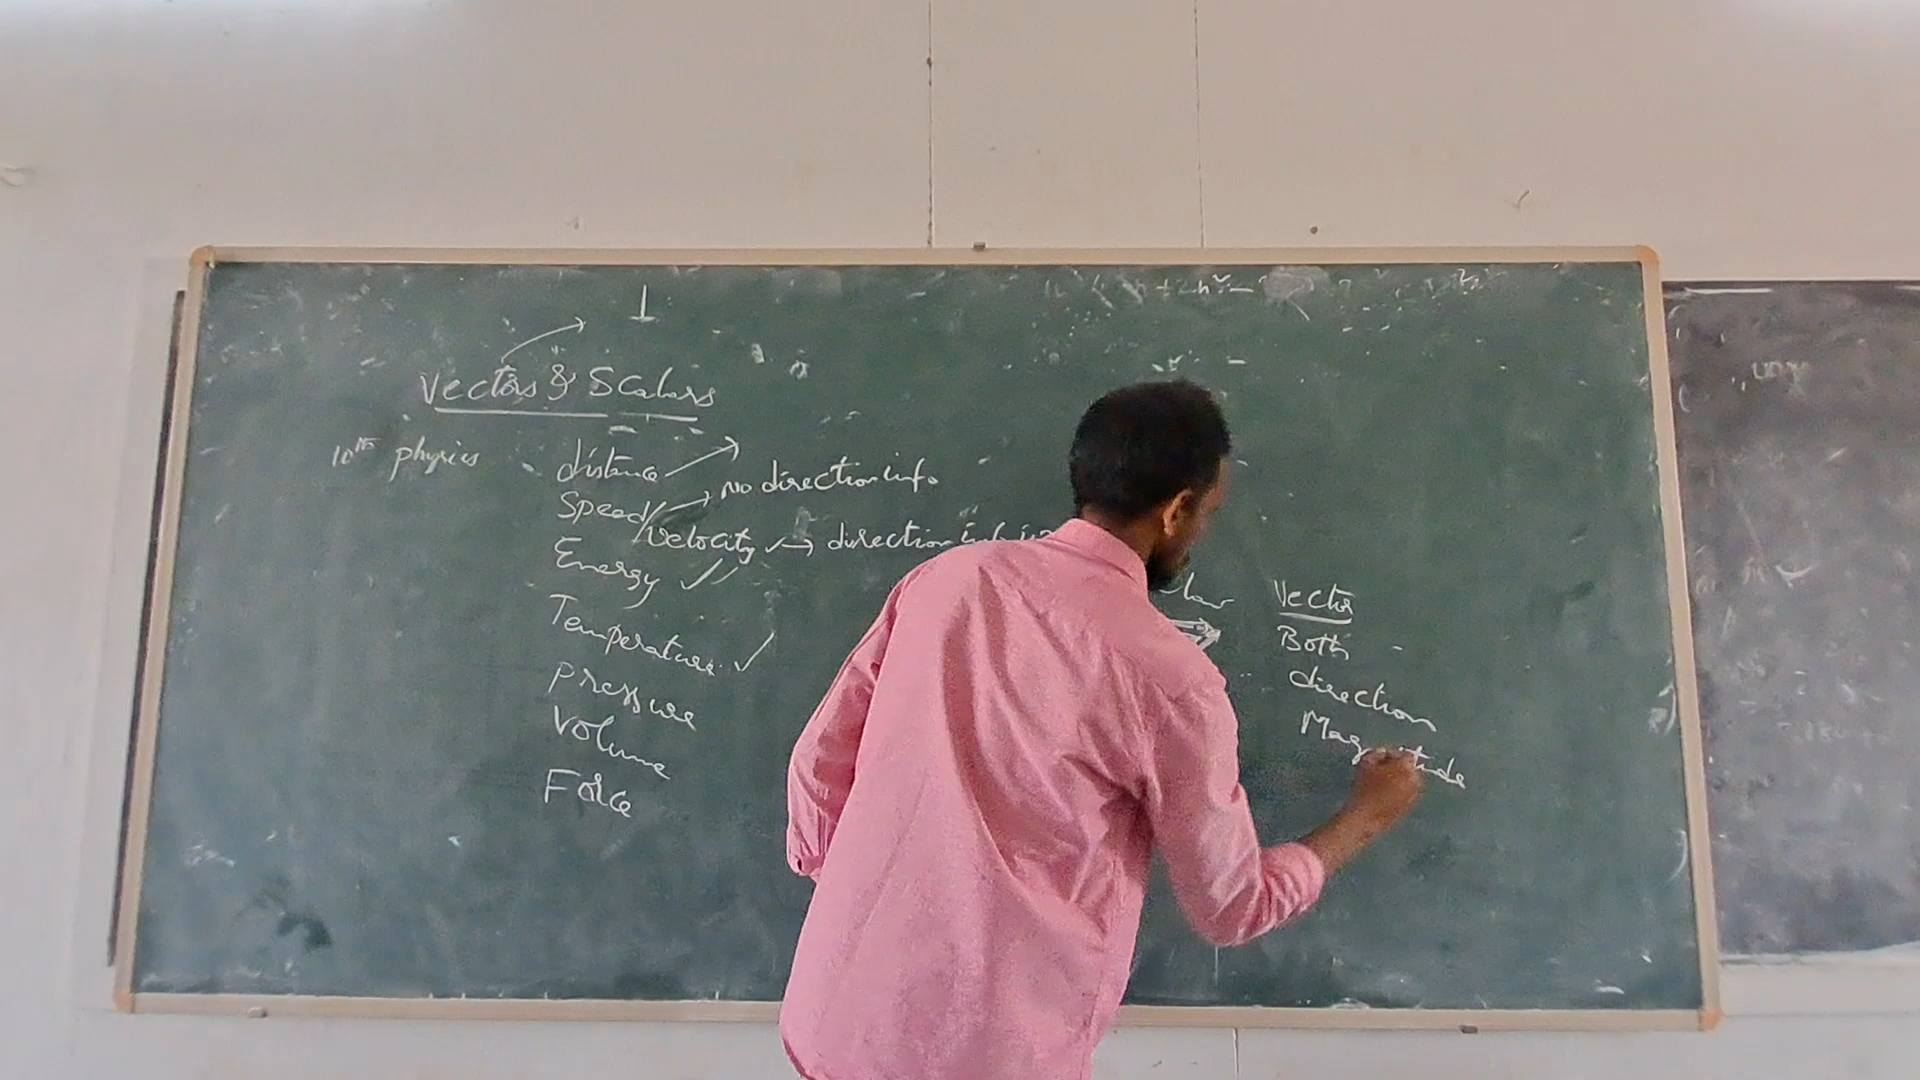 Vectors & Scalars
10th physics
distance
Speed
No direction info
velocity → direction
Energy ✓
Temperature ✓
pressure
Volume
Force
Vector
Both
direction
Magnitude